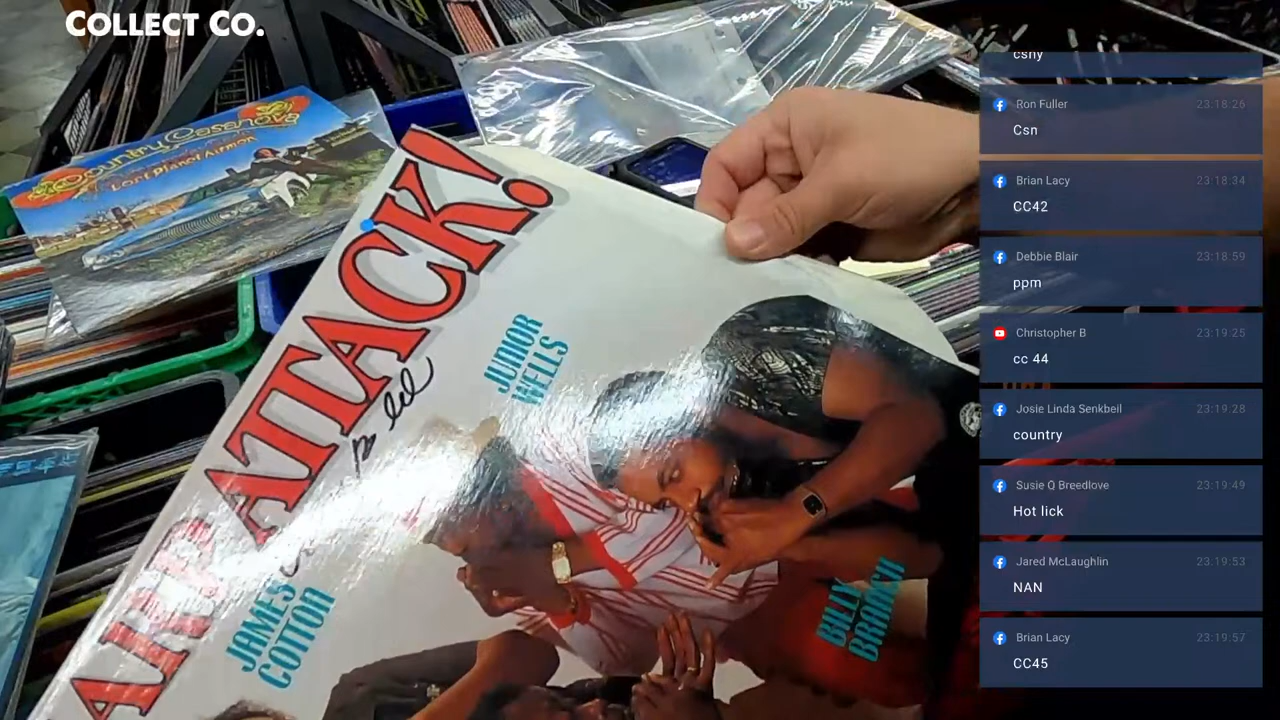 COLLECT CO.
Country Casanova
Lost Planet Airmen
ARP ATTACK!
JUNIOR
WELLS
JAMES
COTTON
BILLY
BRANCH
csny
Ron Fuller 23:18:26
Csn
Brian Lacy 23:18:34
CC42
Debbie Blair 23:18:59
ppm
Christopher B 23:19:25
cc 44
Josie Linda Senkbeil 23:19:28
country
Susie Q Breedlove 23:19:49
Hot lick
Jared McLaughlin 23:19:53
NAN
Brian Lacy 23:19:57
CC45